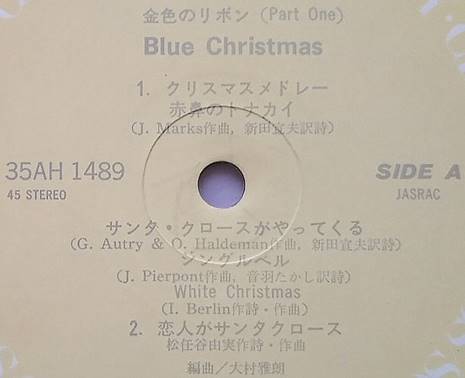 金色のリボン (Part One)
Blue Christmas
1. クリスマスメドレー
赤鼻のトナカイ
(J. Marks作曲, 新田宣夫訳詩)
35AH 1489
SIDE A
45 STEREO
JASRAC
サンタ・クロースがやってくる
(G. Autry & O. Haldeman作曲, 新田宣夫訳詩)
ジングルベル
(J. Pierpont作曲, 音羽たかし訳詩)
White Christmas
(I. Berlin作詩・作曲)
2. 恋人がサンタクロース
松任谷由実作詩・作曲
編曲/大村雅朗